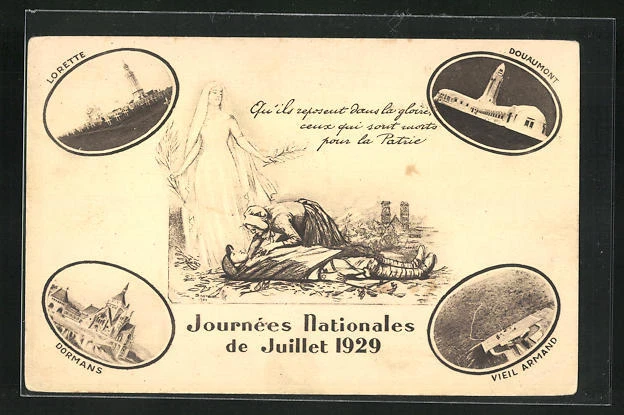 LORETTE
DOUAUMONT
Qu'ils reposent dans la gloire,
ceux qui sont morts
pour la Patrie
DORMANS
VIEIL ARMAND
Journées Nationales
de Juillet 1929